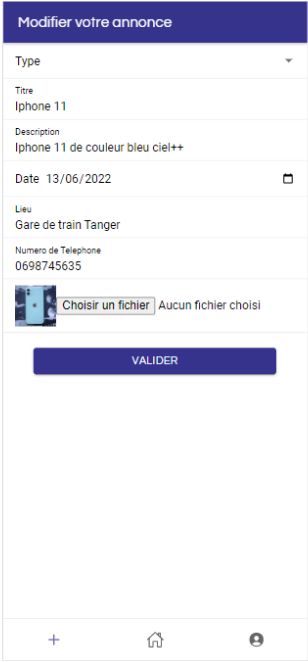 Modifier votre annonce
Type
Titre
Iphone 11
Description
Iphone 11 de couleur bleu ciel++
Date 13/06/2022
Lieu
Gare de train Tanger
Numero de Telephone
0698745635
Choisir un fichier Aucun fichier choisi
VALIDER